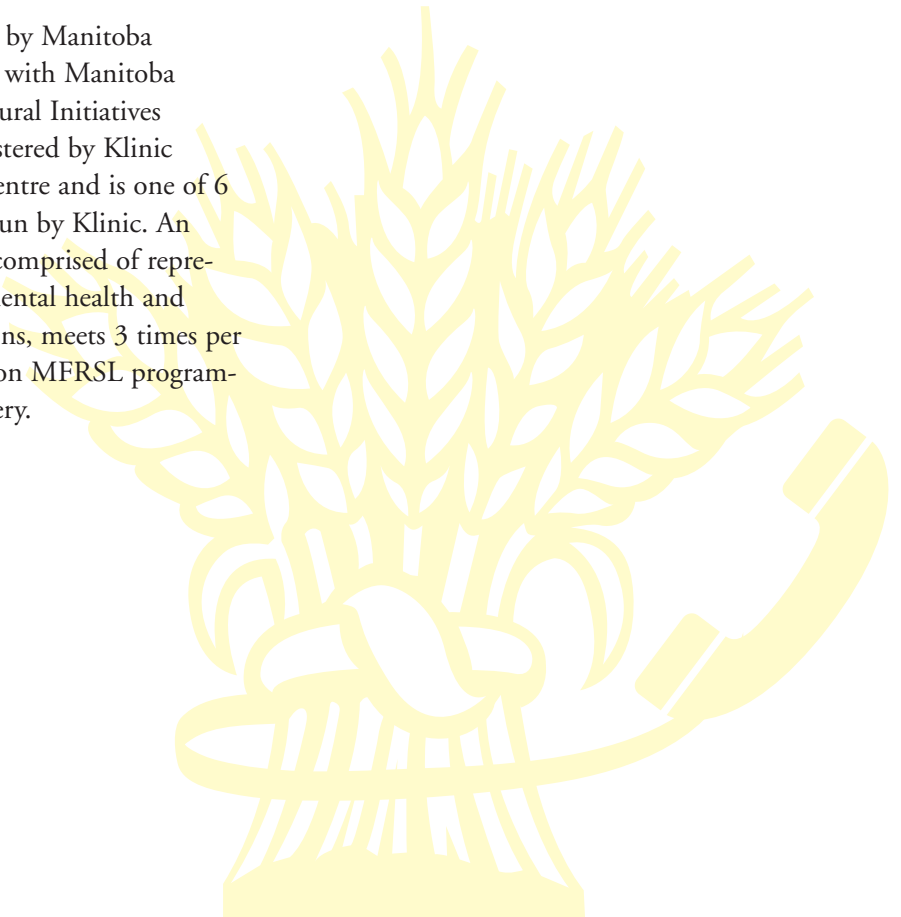 by Manitoba
with Manitoba
ural Initiatives
stered by Klinic
entre and is one of 6
un by Klinic. An
comprised of repre-
ental health and
ns, meets 3 times per
on MFRSL program-
ery.